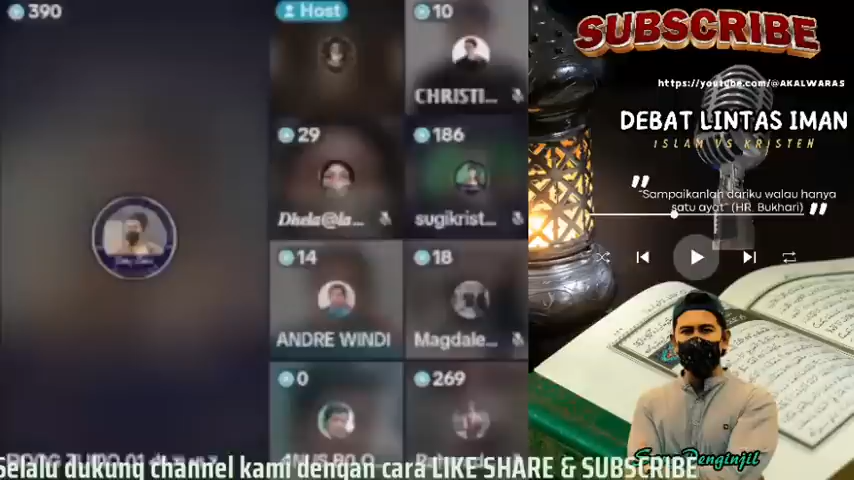 390
Host
10
CHRISTI...
29
186
Dhela@la...
sugikrist...
14
18
ANDRE WINDI
Magdale...
0
269
SUBSCRIBE
https://youtube.com/@AKALWARAS
DEBAT LINTAS IMAN
ISLAM VS KRISTEN
"Sampaikanlah dariku walau hanya
satu ayat" (HR. Bukhari)
Penginjil
Selalu dukung channel kami dengan cara LIKE SHARE & SUBSCRIBE